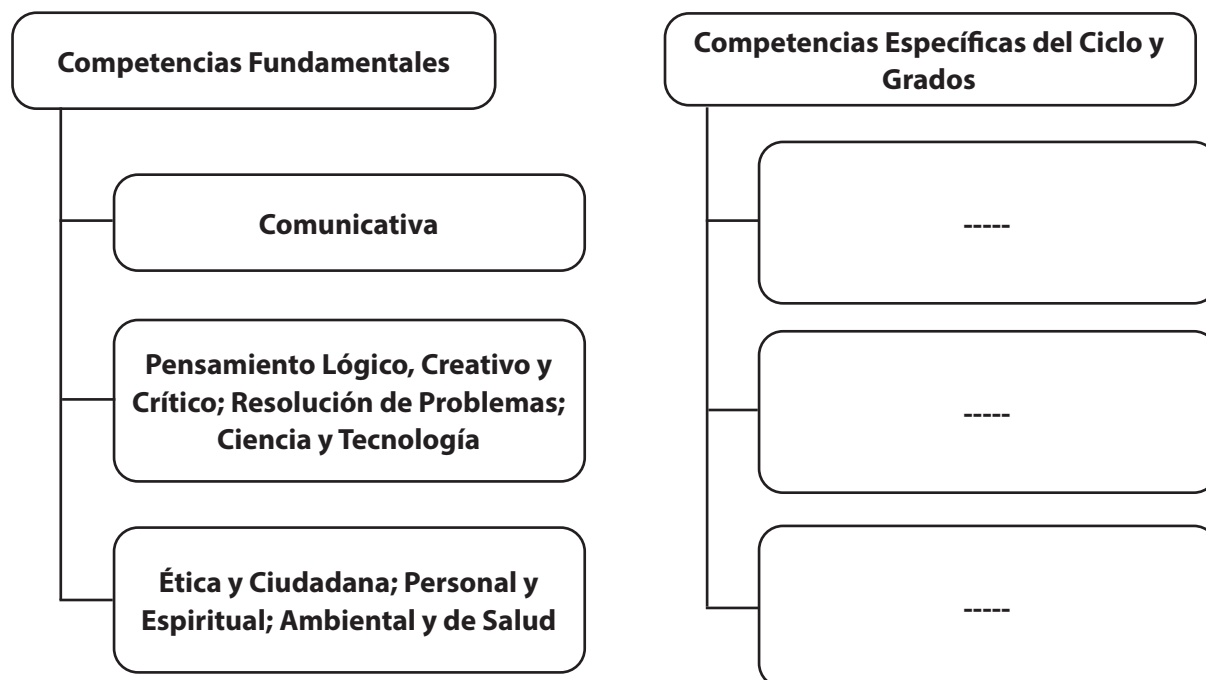 Competencias Fundamentales
Comunicativa
Pensamiento Lógico, Creativo y
Crítico; Resolución de Problemas;
Ciencia y Tecnología
Ética y Ciudadana; Personal y
Espiritual; Ambiental y de Salud
Competencias Específicas del Ciclo y
Grados
-----
-----
-----